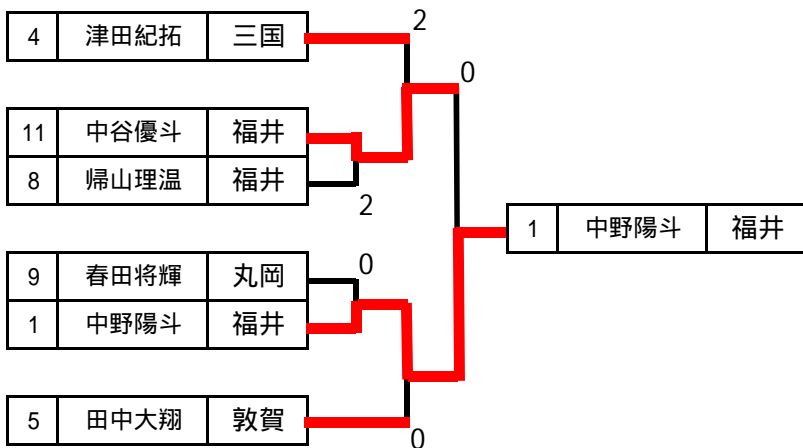 4 津田紀拓 三国
2
0
11 中谷優斗 福井
8 帰山理温 福井
2
1 中野陽斗 福井
9 春田将輝 丸岡
0
1 中野陽斗 福井
5 田中大翔 敦賀
0